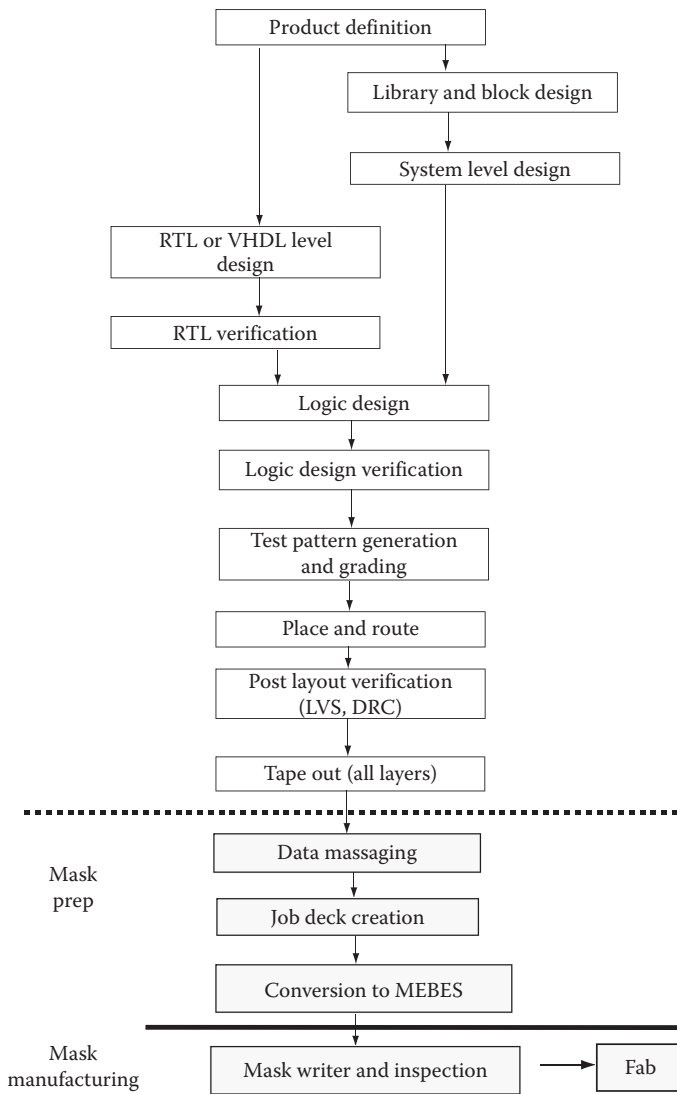 Product definition
Library and block design
System level design
RTL or VHDL level
design
RTL verification
Logic design
Logic design verification
Test pattern generation
and grading
Place and route
Post layout verification
(LVS, DRC)
Tape out (all layers)
Data massaging
Mask
prep
Job deck creation
Conversion to MEBES
Mask
manufacturing
Mask writer and inspection
Fab